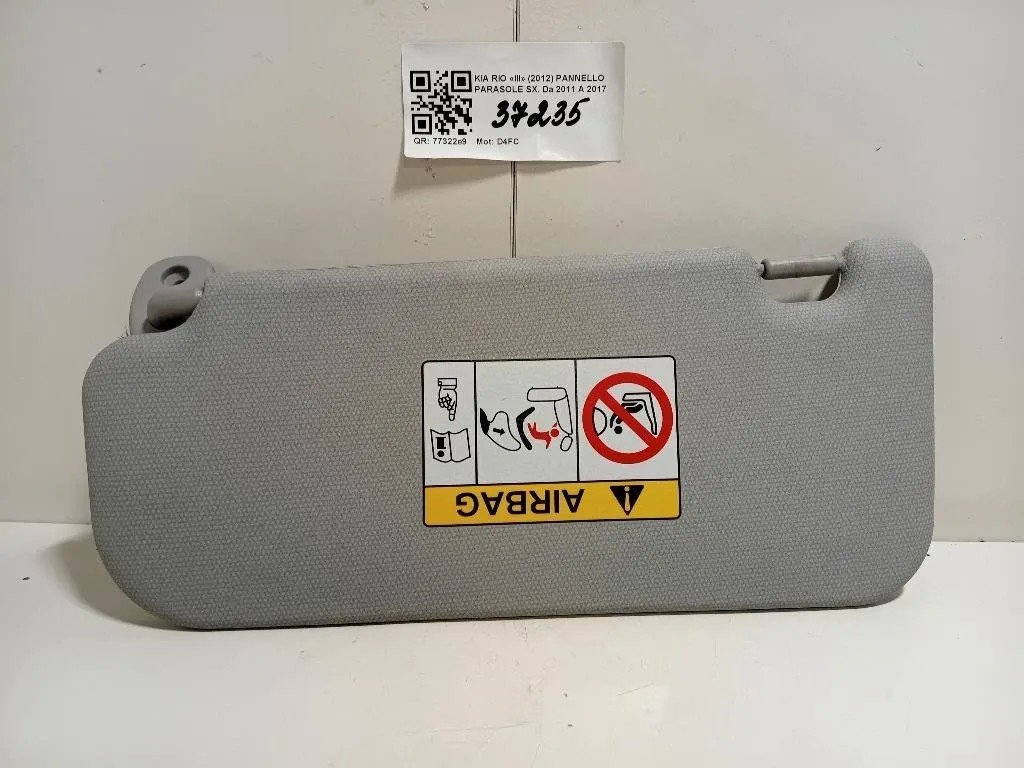 KIA RIO «III» (2012) PANNELLO
PARASOLE SX. Da 2011 A 2017
37235
QR: 77322e9 Mot: D4FC
AIRBAG